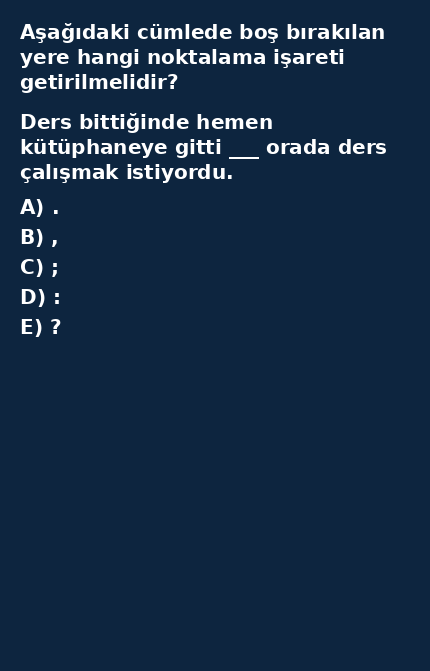 Aşağıdaki cümlede boş bırakılan
yere hangi noktalama işareti
getirilmelidir?
Ders bittiğinde hemen
kütüphaneye gitti ___ orada ders
çalışmak istiyordu.
A) .
B) ,
C) ;
D) :
E) ?